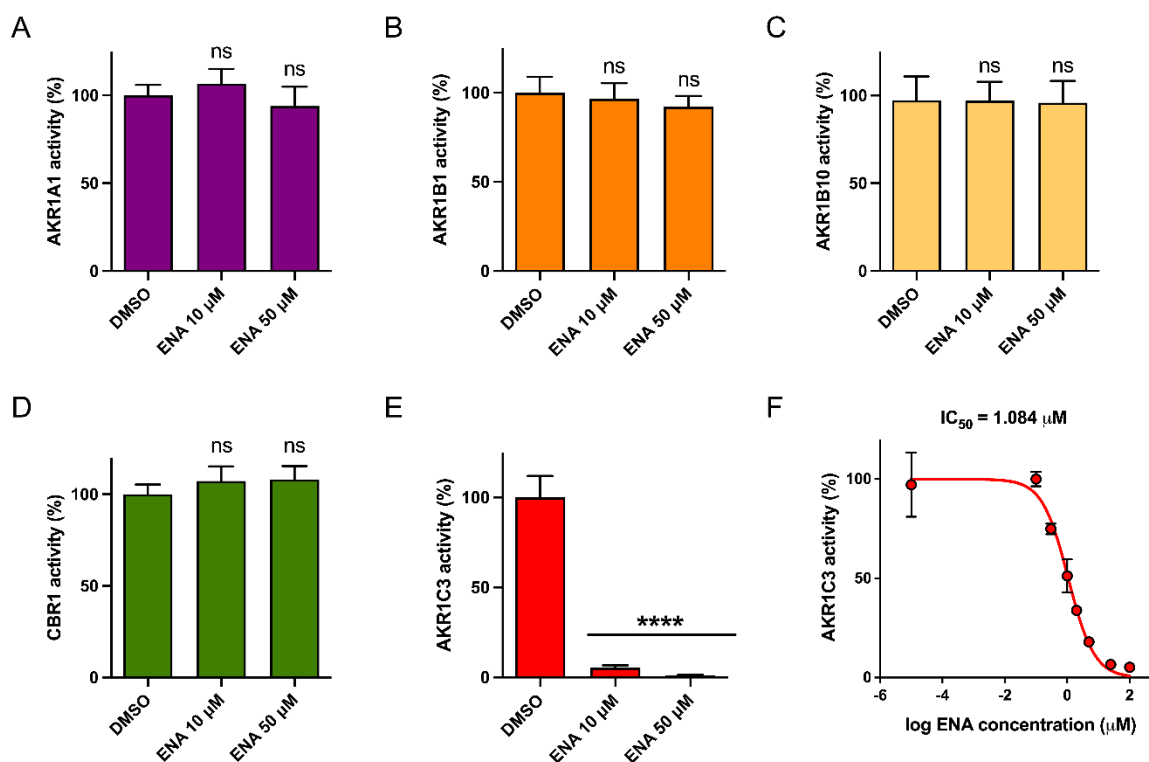 A
AKR1A1 activity (%)
100
50
0
ns
ns
DMSO
ENA 10 µM
ENA 50 µM
B
AKR1B1 activity (%)
100
50
0
ns
ns
DMSO
ENA 10 µM
ENA 50 µM
C
AKR1B10 activity (%)
100
50
0
ns
ns
DMSO
ENA 10 µM
ENA 50 µM
D
CBR1 activity (%)
100
50
0
ns
ns
DMSO
ENA 10 µM
ENA 50 µM
E
AKR1C3 activity (%)
100
50
0
****
DMSO
ENA 10 µM
ENA 50 µM
F
IC50 = 1.084 µM
AKR1C3 activity (%)
100
50
0
-6 -4 -2 0 2
log ENA concentration (µM)